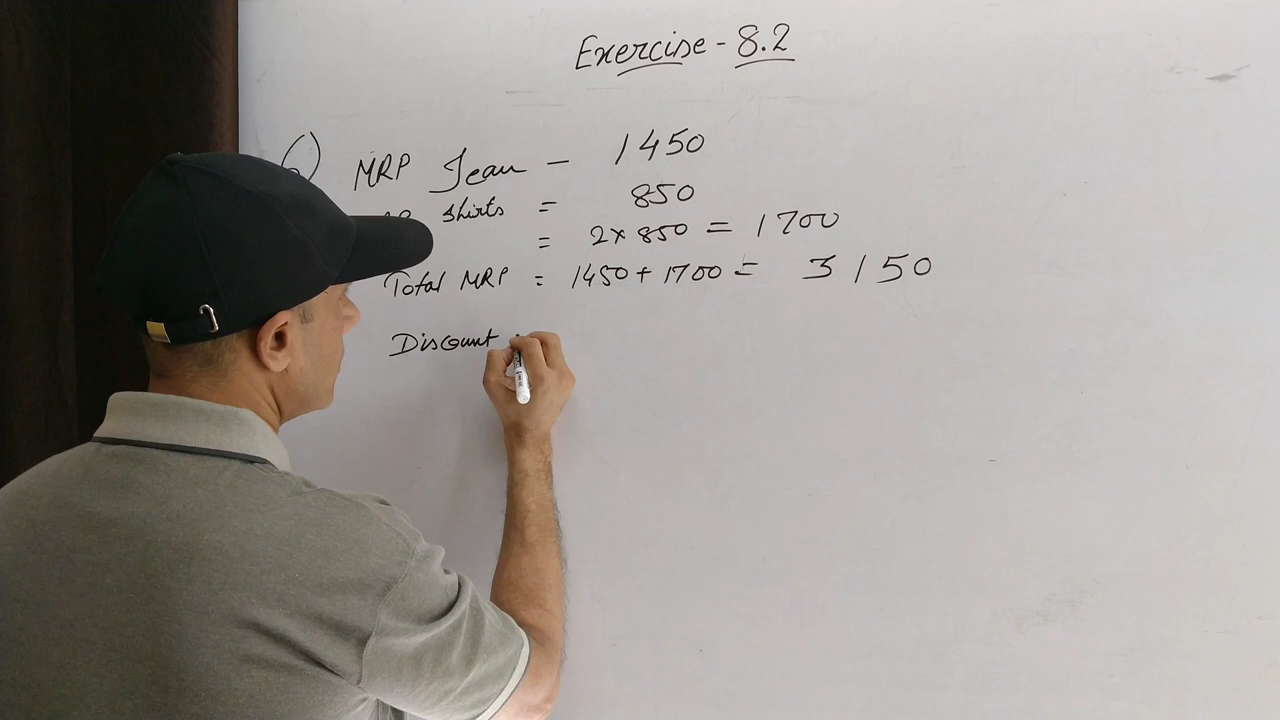 Exercise - 8.2
MRP Jean - 1450
shirts = 850
= 2 x 850 = 1700
Total MRP = 1450 + 1700 = 3150
Discount